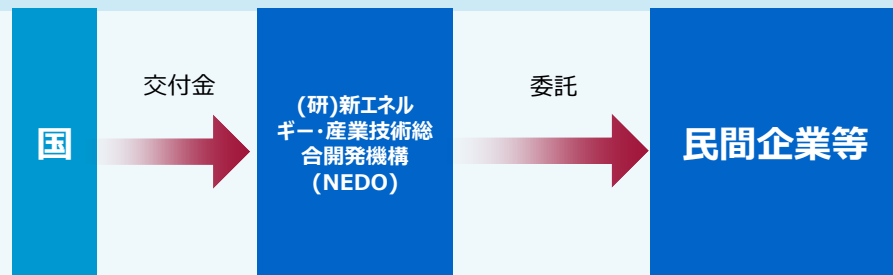 国
交付金
(研)新エネル
ギー・産業技術総
合開発機構
(NEDO)
委託
民間企業等